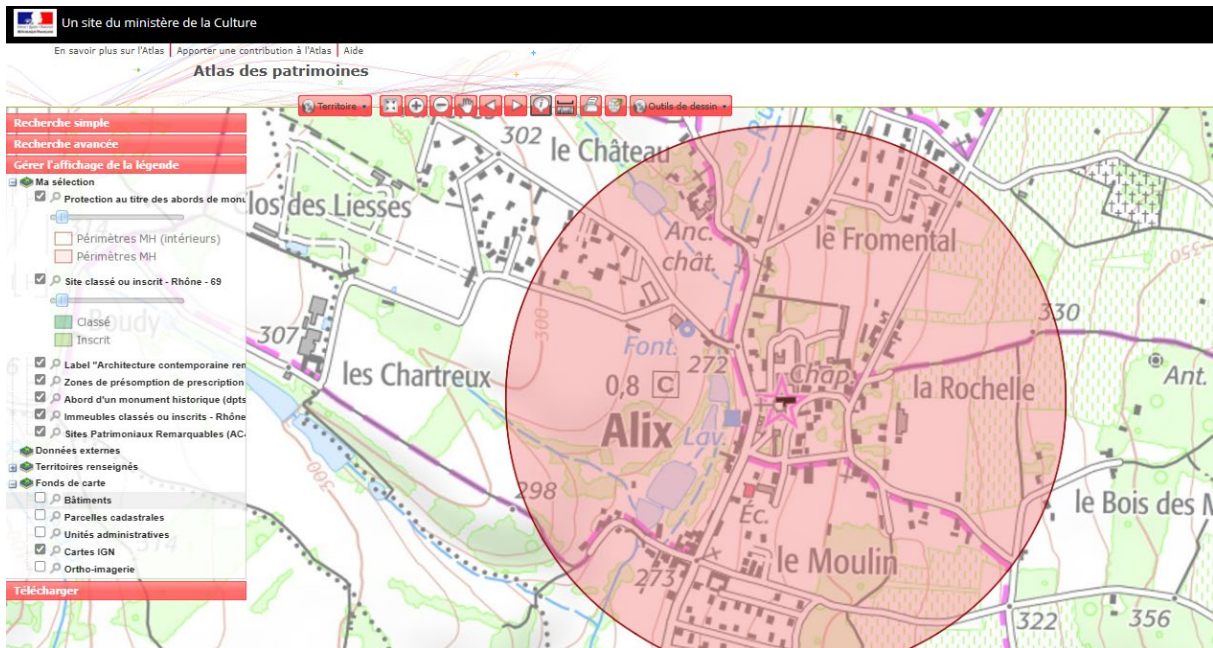 Un site du ministère de la Culture
En savoir plus sur l'Atlas | Apporter une contribution à l'Atlas | Aide
Atlas des patrimoines
Territoire
Outils de dessin
Recherche simple
Recherche avancée
Gérer l'affichage de la légende
Ma sélection
Protection au titre des abords de monu
Périmètres MH (intérieurs)
Périmètres MH
Site classé ou inscrit - Rhône - 69
Classé
Inscrit
Label "Architecture contemporaine ren
Zones de présomption de prescription
Abord d'un monument historique (dpts
Immeubles classés ou inscrits - Rhône
Sites Patrimoniaux Remarquables (AC-
Données externes
Territoires renseignés
Fonds de carte
Bâtiments
Parcelles cadastrales
Unités administratives
Cartes IGN
Ortho-imagerie
Télécharger
302
le Château
los des Liesses
Anc.
chât.
le Fromental
350
300
330
Boudy
307
Font.
272
Chap.
Ant.
les Chartreux
0,8 C
la Rochelle
Alix
Lav.
300
298
Éc.
le Bois des M
le Moulin
273
322
356